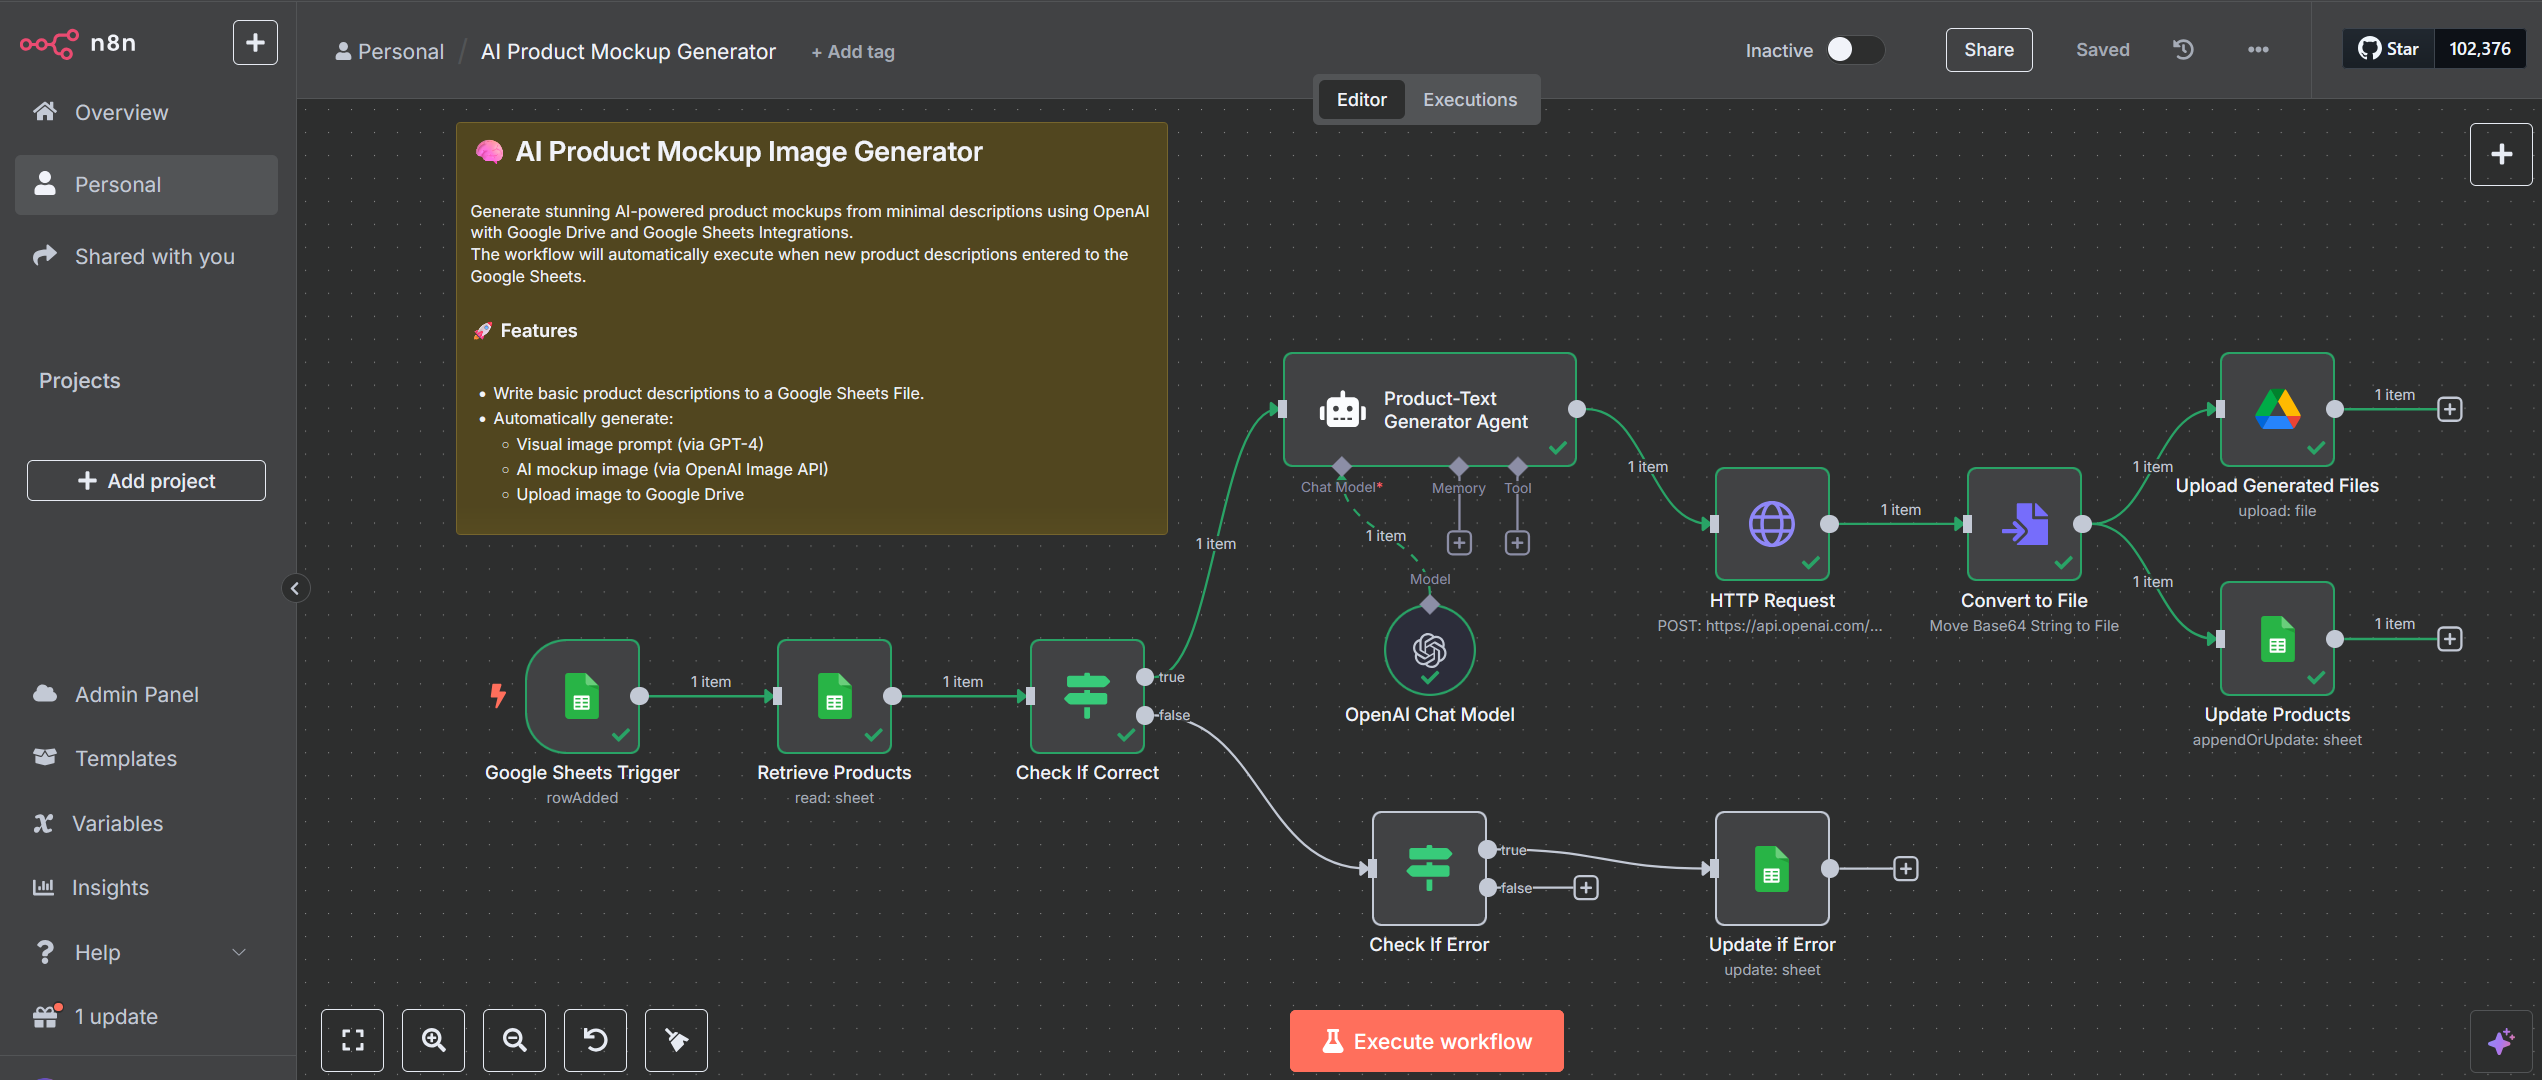 n8n
Personal / AI Product Mockup Generator + Add tag
Inactive
Share
Saved
Star 102,376
Editor Executions
Overview
Personal
Shared with you
Projects
Add project
Admin Panel
Templates
Variables
Insights
Help
1 update
🧠 AI Product Mockup Image Generator
Generate stunning AI-powered product mockups from minimal descriptions using OpenAI
with Google Drive and Google Sheets Integrations.
The workflow will automatically execute when new product descriptions entered to the
Google Sheets.
🚀 Features
• Write basic product descriptions to a Google Sheets File.
• Automatically generate:
○ Visual image prompt (via GPT-4)
○ AI mockup image (via OpenAI Image API)
○ Upload image to Google Drive
Google Sheets Trigger
rowAdded
1 item
Retrieve Products
read: sheet
1 item
Check If Correct
true
false
1 item
Product-Text
Generator Agent
Chat Model*
Memory
Tool
1 item
Model
OpenAI Chat Model
1 item
HTTP Request
POST: https://api.openai.com/...
1 item
Convert to File
Move Base64 String to File
1 item
Upload Generated Files
upload: file
1 item
1 item
Update Products
appendOrUpdate: sheet
1 item
Check If Error
true
false
Update if Error
update: sheet
Execute workflow